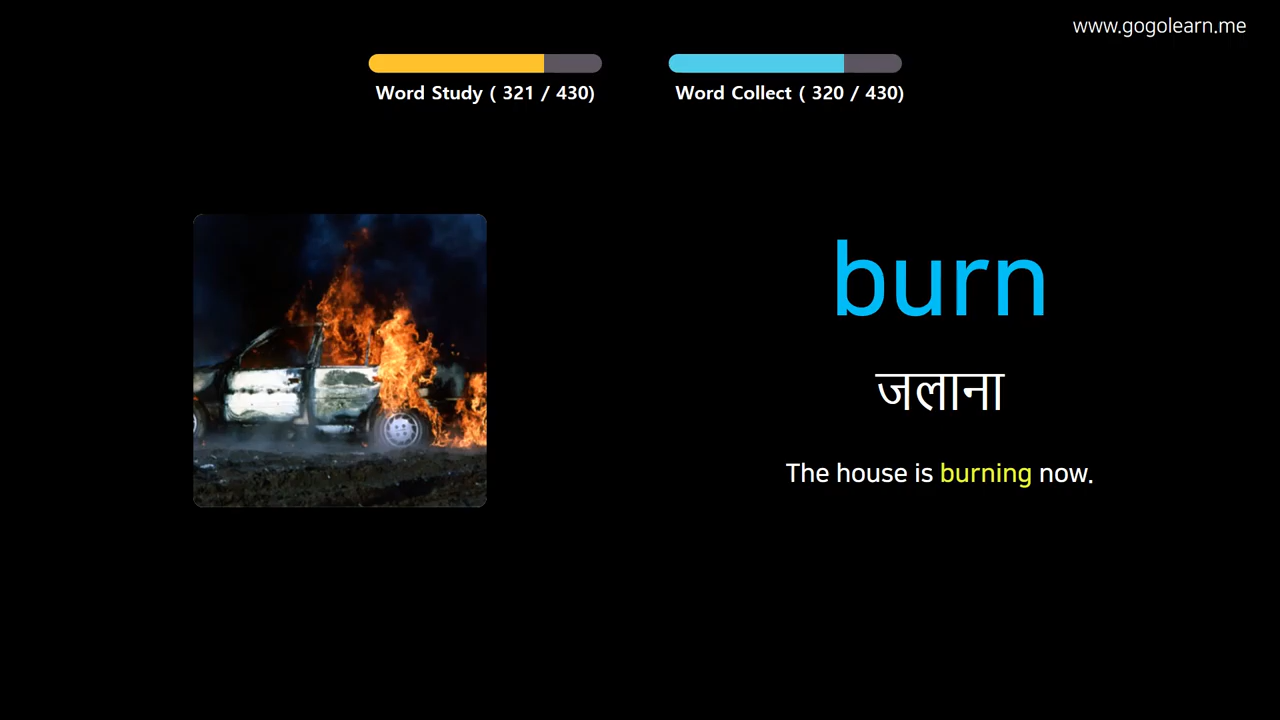 www.gogolearn.me
Word Study ( 321 / 430)
Word Collect ( 320 / 430)
burn
जलाना
The house is burning now.